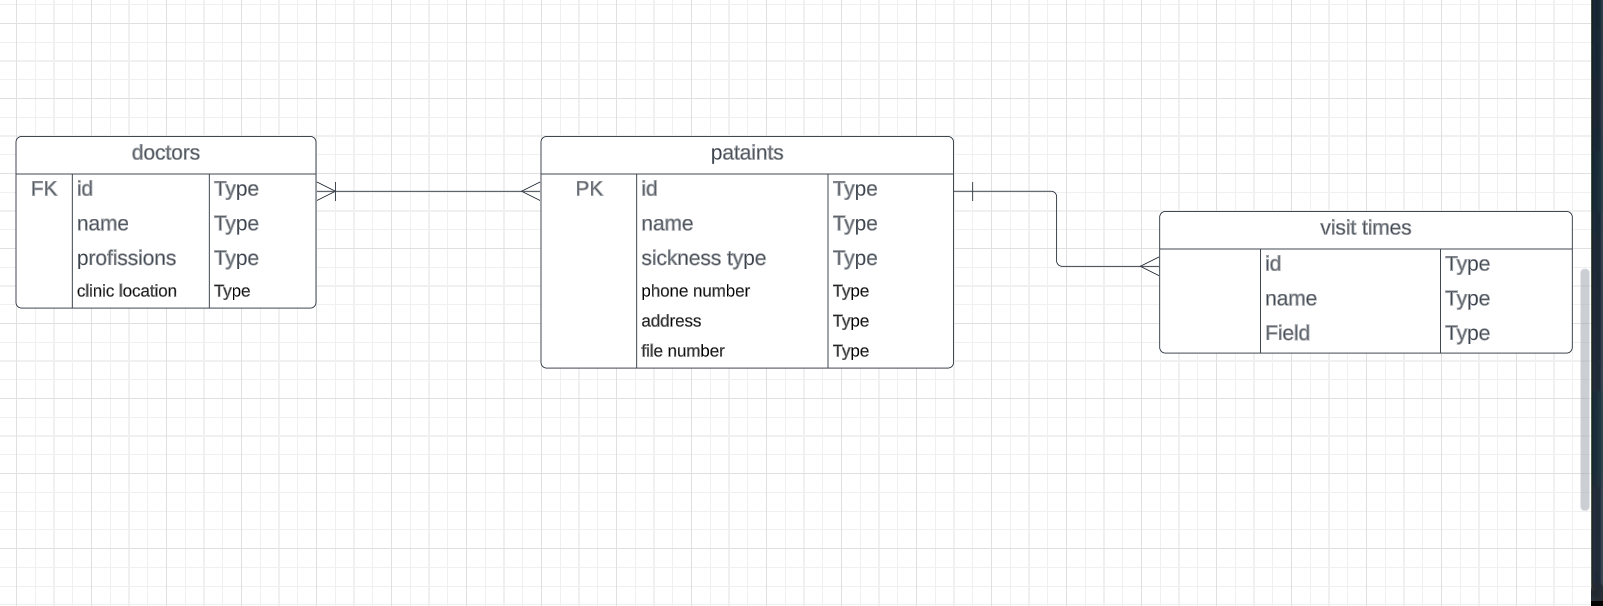 doctors
FK id Type
name Type
profissions Type
clinic location Type
pataints
PK id Type
name Type
sickness type Type
phone number Type
address Type
file number Type
visit times
id Type
name Type
Field Type